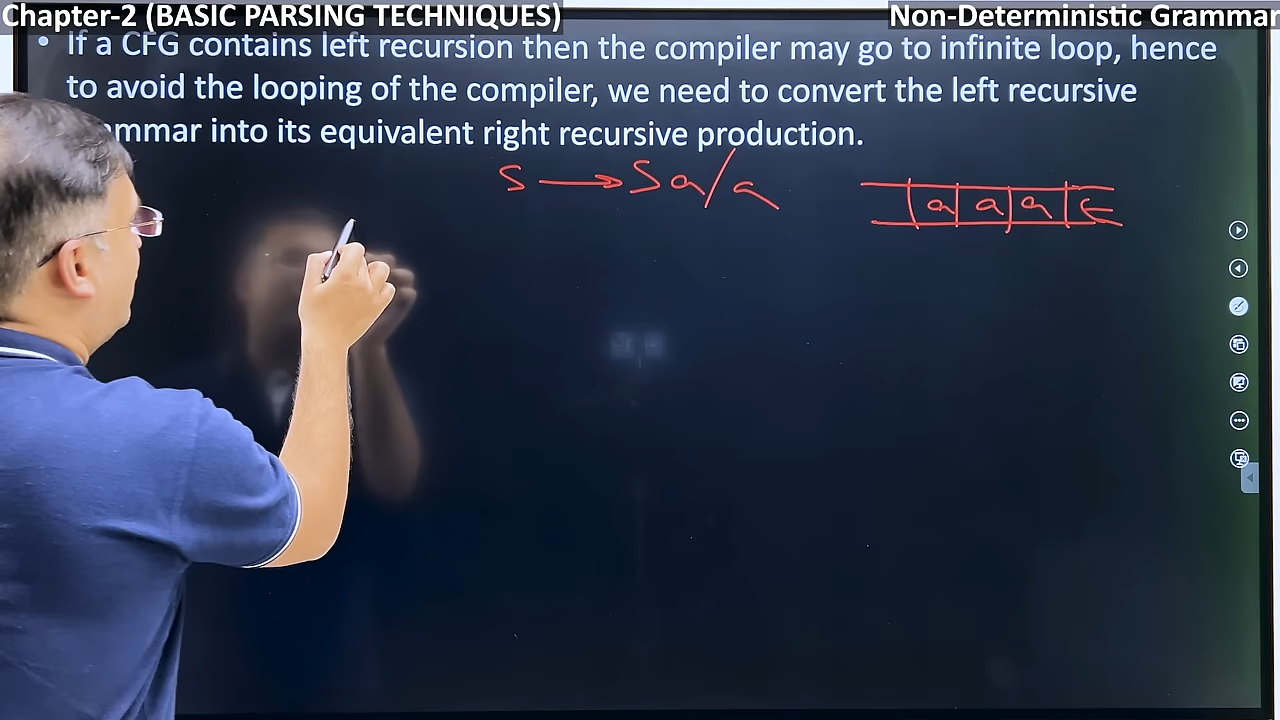 Chapter-2 (BASIC PARSING TECHNIQUES)
Non-Deterministic Grammar
• If a CFG contains left recursion then the compiler may go to infinite loop, hence
to avoid the looping of the compiler, we need to convert the left recursive
ammar into its equivalent right recursive production.
S → Sa/a
a a a ∈